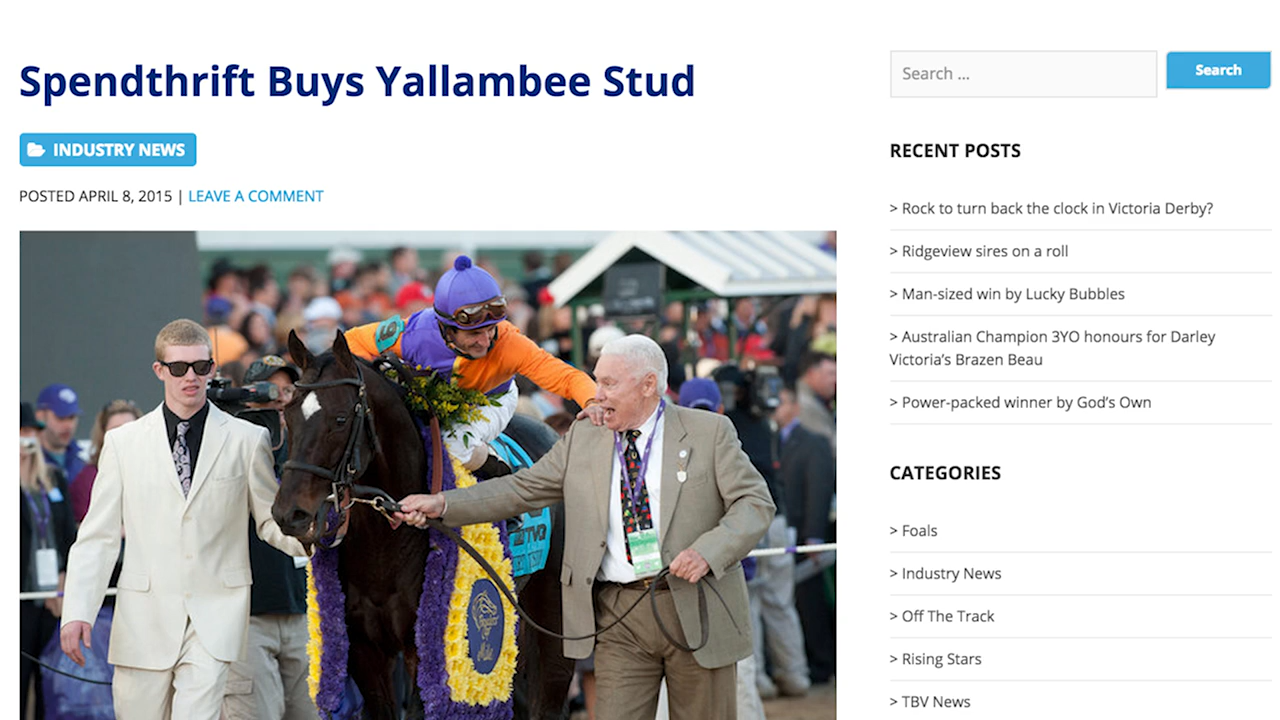 Spendthrift Buys Yallambee Stud
INDUSTRY NEWS
POSTED APRIL 8, 2015 | LEAVE A COMMENT
6
TVG
Search ...
Search
RECENT POSTS
> Rock to turn back the clock in Victoria Derby?
> Ridgeview sires on a roll
> Man-sized win by Lucky Bubbles
> Australian Champion 3YO honours for Darley
Victoria’s Brazen Beau
> Power-packed winner by God’s Own
CATEGORIES
> Foals
> Industry News
> Off The Track
> Rising Stars
> TBV News